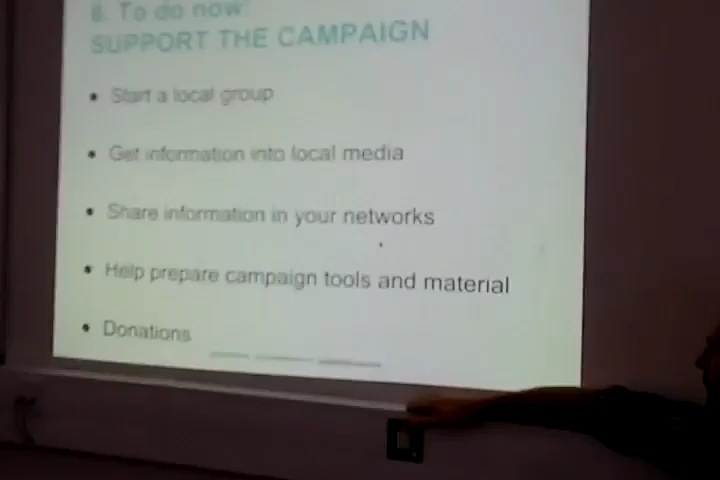 6. To do now:
SUPPORT THE CAMPAIGN
• Start a local group
• Get information into local media
• Share information in your networks
• Help prepare campaign tools and material
• Donations